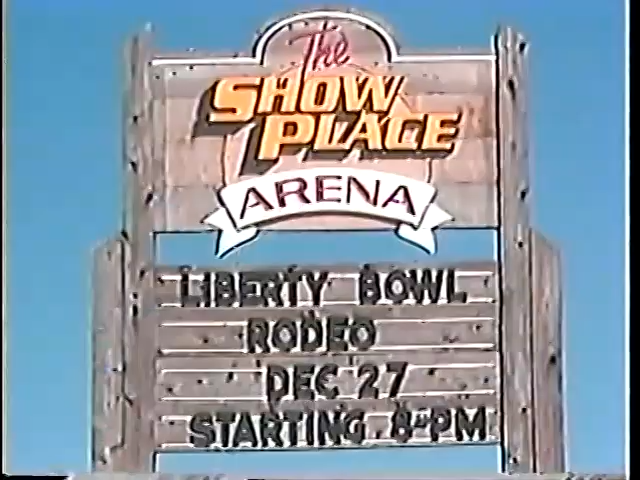 The
SHOW
PLACE
ARENA
LIBERTY BOWL
RODEO
DEC 27
STARTING 8-PM